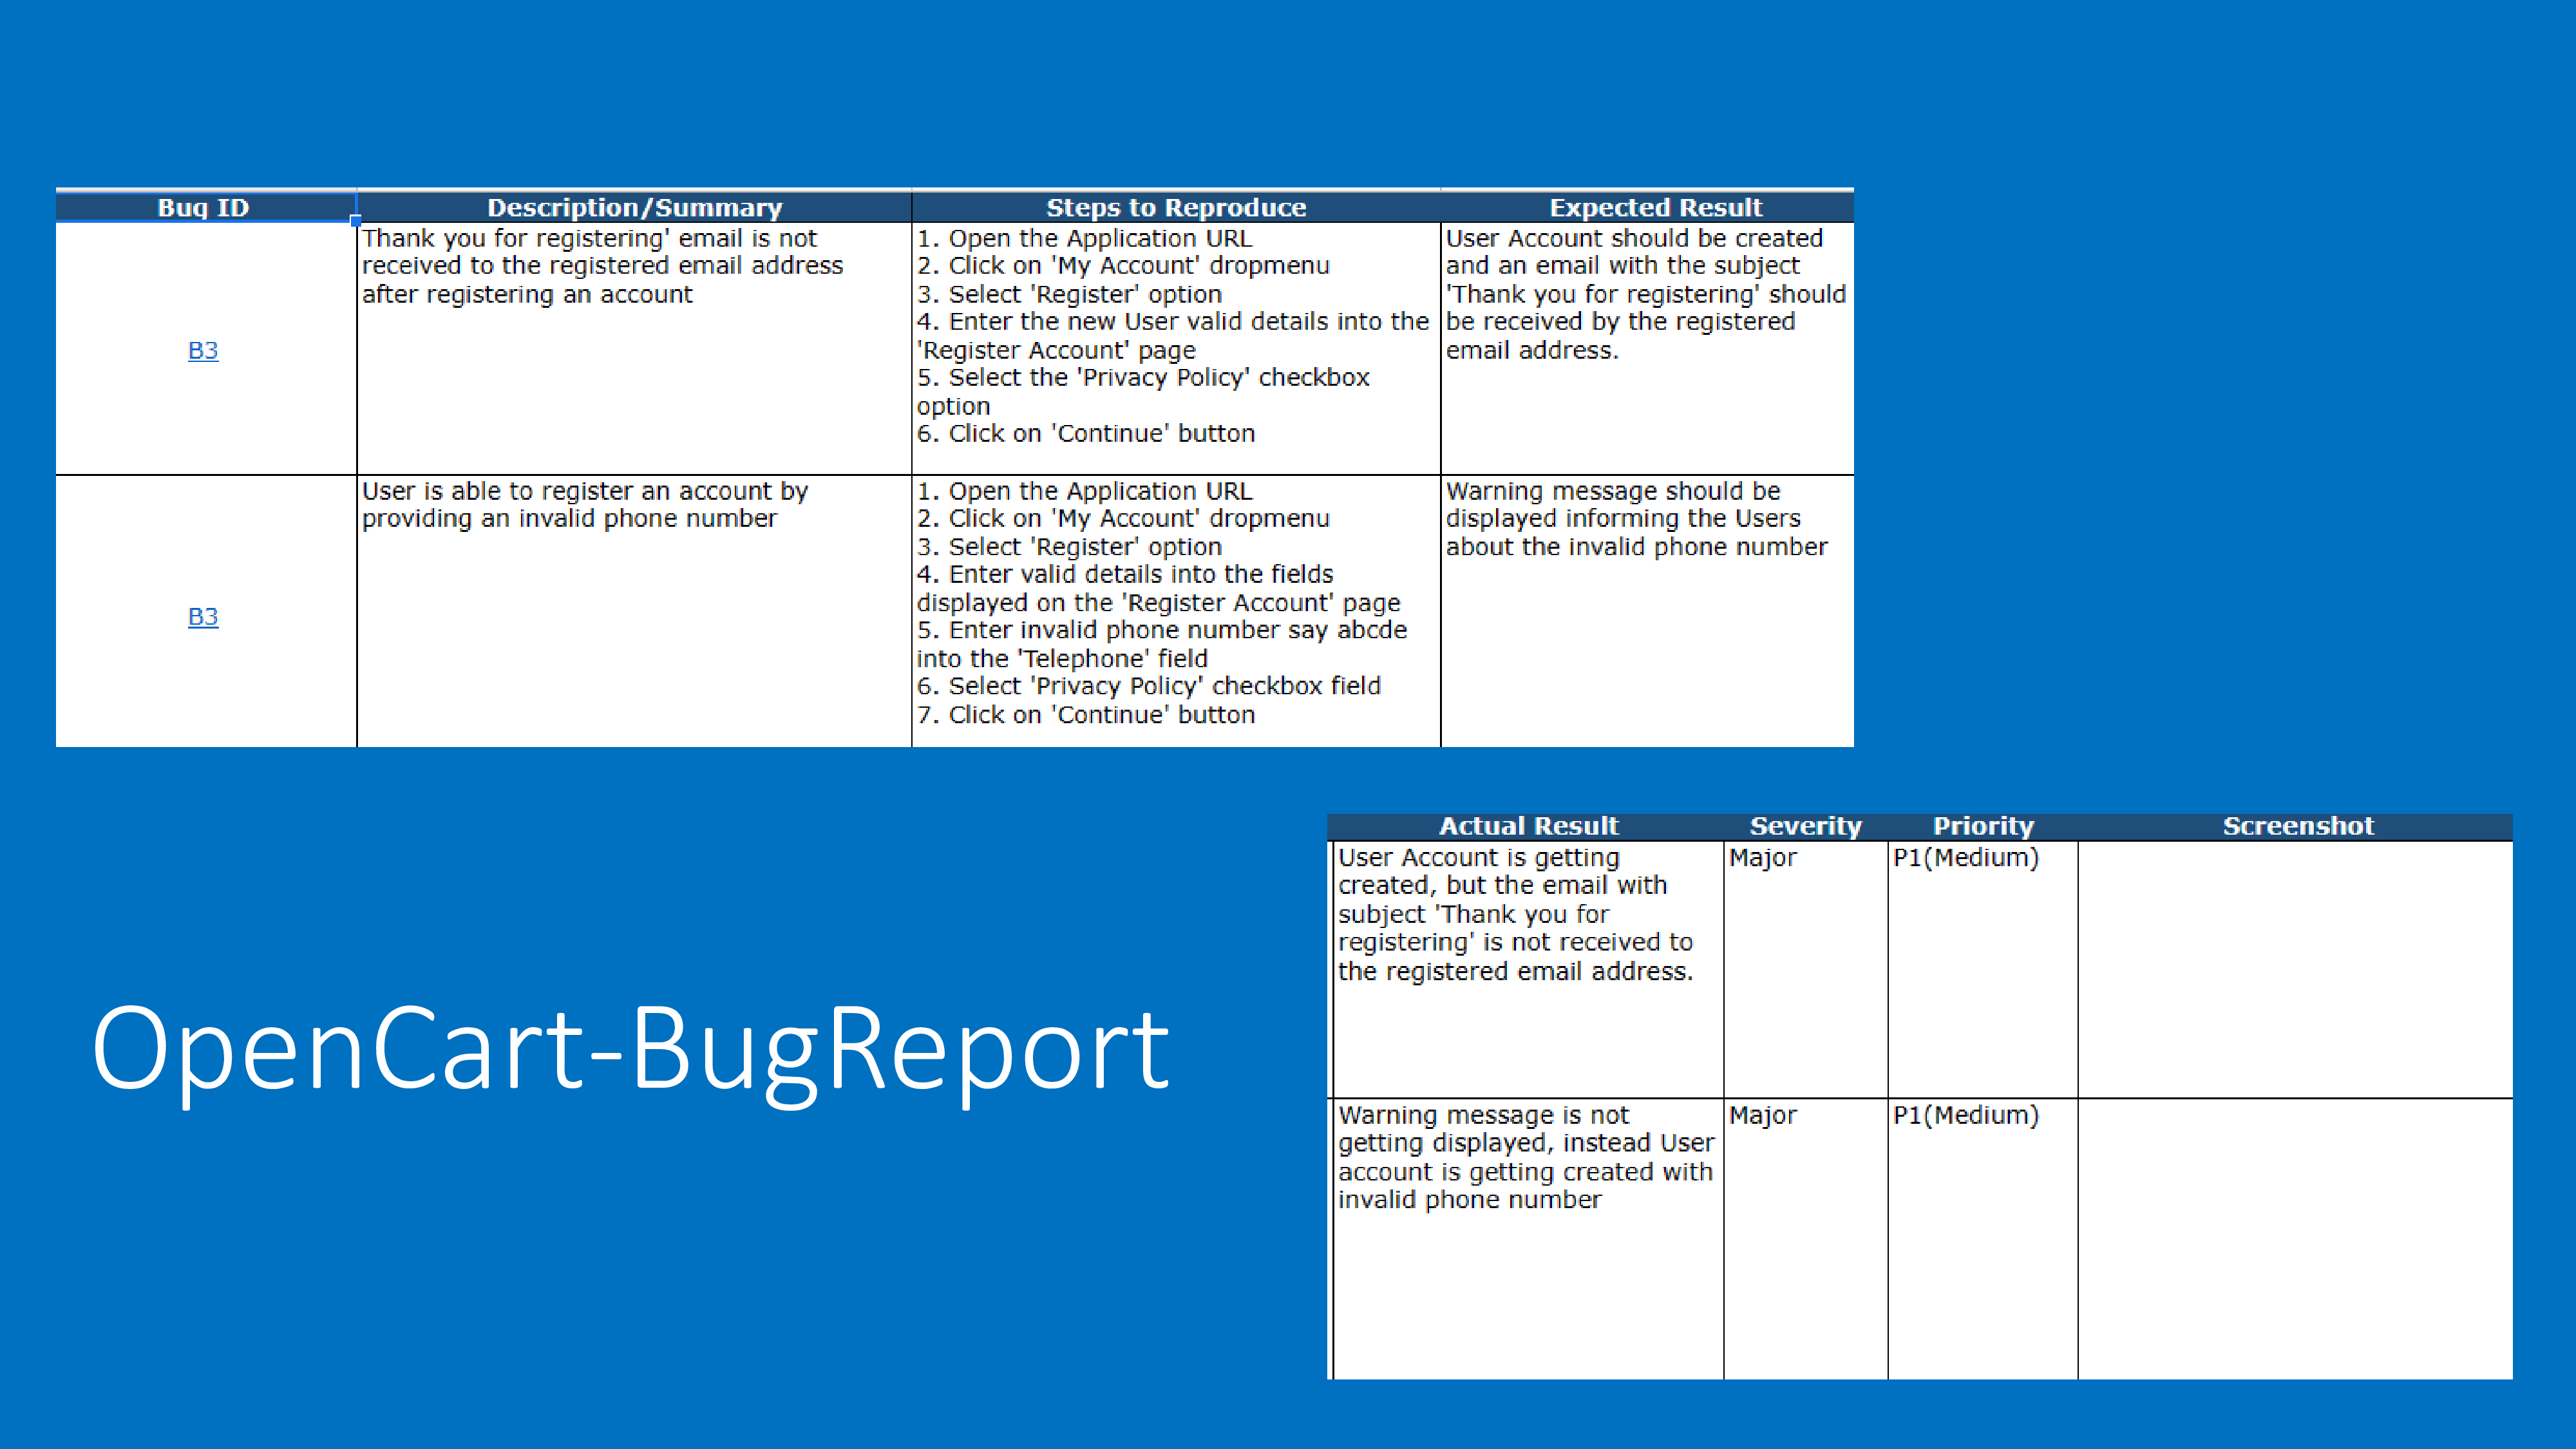 Bug ID
Description/Summary
Steps to Reproduce
Expected Result
B3
Thank you for registering' email is not
received to the registered email address
after registering an account
1. Open the Application URL
2. Click on 'My Account' dropmenu
3. Select 'Register' option
4. Enter the new User valid details into the
'Register Account' page
5. Select the 'Privacy Policy' checkbox
option
6. Click on 'Continue' button
User Account should be created
and an email with the subject
'Thank you for registering' should
be received by the registered
email address.
B3
User is able to register an account by
providing an invalid phone number
1. Open the Application URL
2. Click on 'My Account' dropmenu
3. Select 'Register' option
4. Enter valid details into the fields
displayed on the 'Register Account' page
5. Enter invalid phone number say abcde
into the 'Telephone' field
6. Select 'Privacy Policy' checkbox field
7. Click on 'Continue' button
Warning message should be
displayed informing the Users
about the invalid phone number
Actual Result
Severity
Priority
Screenshot
User Account is getting
created, but the email with
subject 'Thank you for
registering' is not received to
the registered email address.
Major
P1(Medium)
Warning message is not
getting displayed, instead User
account is getting created with
invalid phone number
Major
P1(Medium)
OpenCart-BugReport